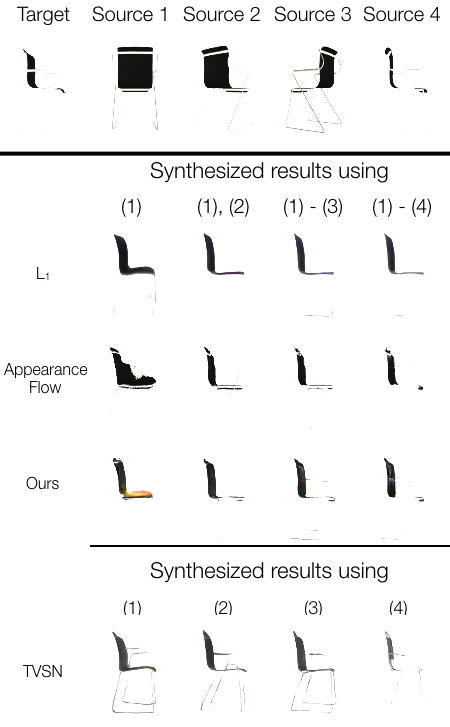 Target Source 1 Source 2 Source 3 Source 4
Synthesized results using
(1) (1), (2) (1) - (3) (1) - (4)
L₁
Appearance
Flow
Ours
Synthesized results using
(1) (2) (3) (4)
TVSN